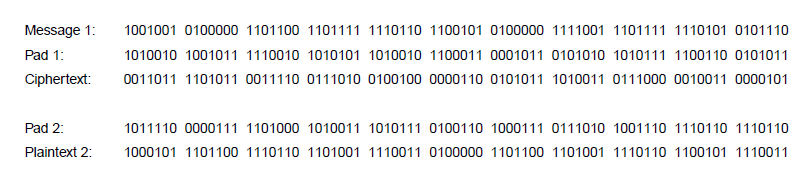 Message 1: 1001001 0100000 1101100 1101111 1110110 1100101 0100000 1111001 1101111 1110101 0101110
Pad 1: 1010010 1001011 1110010 1010101 1010010 1100011 0001011 0101010 1010111 1100110 0101011
Ciphertext: 0011011 1101011 0011110 0111010 0100100 0000110 0101011 1010011 0111000 0010011 0000101
Pad 2: 1011110 0000111 1101000 1010011 1010111 0100110 1000111 0111010 1001110 1110110 1110110
Plaintext 2: 1000101 1101100 1110110 1101001 1110011 0100000 1101100 1101001 1110110 1100101 1110011